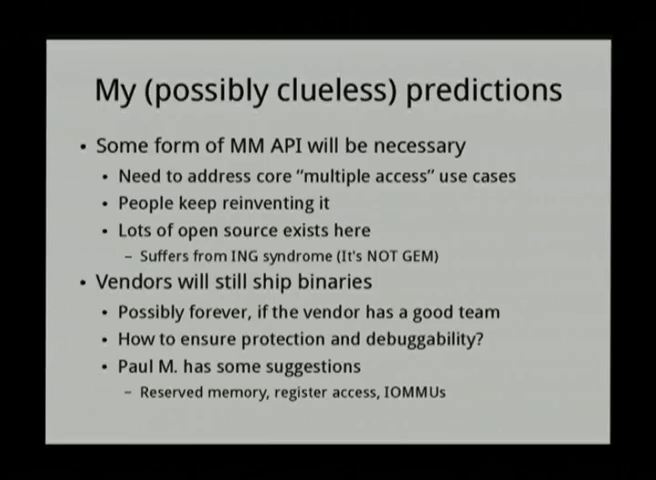 My (possibly clueless) predictions
• Some form of MM API will be necessary
• Need to address core "multiple access" use cases
• People keep reinventing it
• Lots of open source exists here
– Suffers from ING syndrome (It's NOT GEM)
• Vendors will still ship binaries
• Possibly forever, if the vendor has a good team
• How to ensure protection and debuggability?
• Paul M. has some suggestions
– Reserved memory, register access, IOMMUs